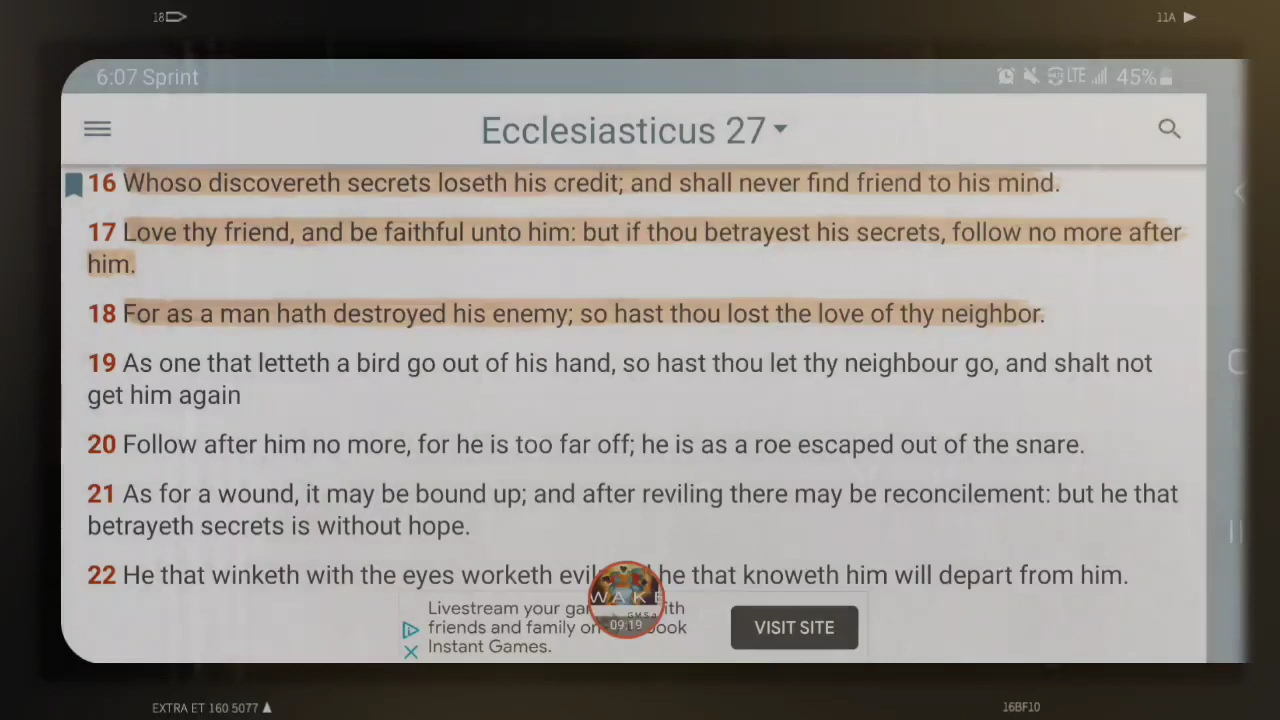 18
11A
6:07 Sprint
LTE 45%
Ecclesiasticus 27
16 Whoso discovereth secrets loseth his credit; and shall never find friend to his mind.
17 Love thy friend, and be faithful unto him: but if thou betrayest his secrets, follow no more after
him.
18 For as a man hath destroyed his enemy; so hast thou lost the love of thy neighbor.
19 As one that letteth a bird go out of his hand, so hast thou let thy neighbour go, and shalt not
get him again
20 Follow after him no more, for he is too far off; he is as a roe escaped out of the snare.
21 As for a wound, it may be bound up; and after reviling there may be reconcilement: but he that
betrayeth secrets is without hope.
22 He that winketh with the eyes worketh evil he that knoweth him will depart from him.
WAKE
09:19
Livestream your
friends and family on
Instant Games.
VISIT SITE
EXTRA ET 160 5077
16BF10